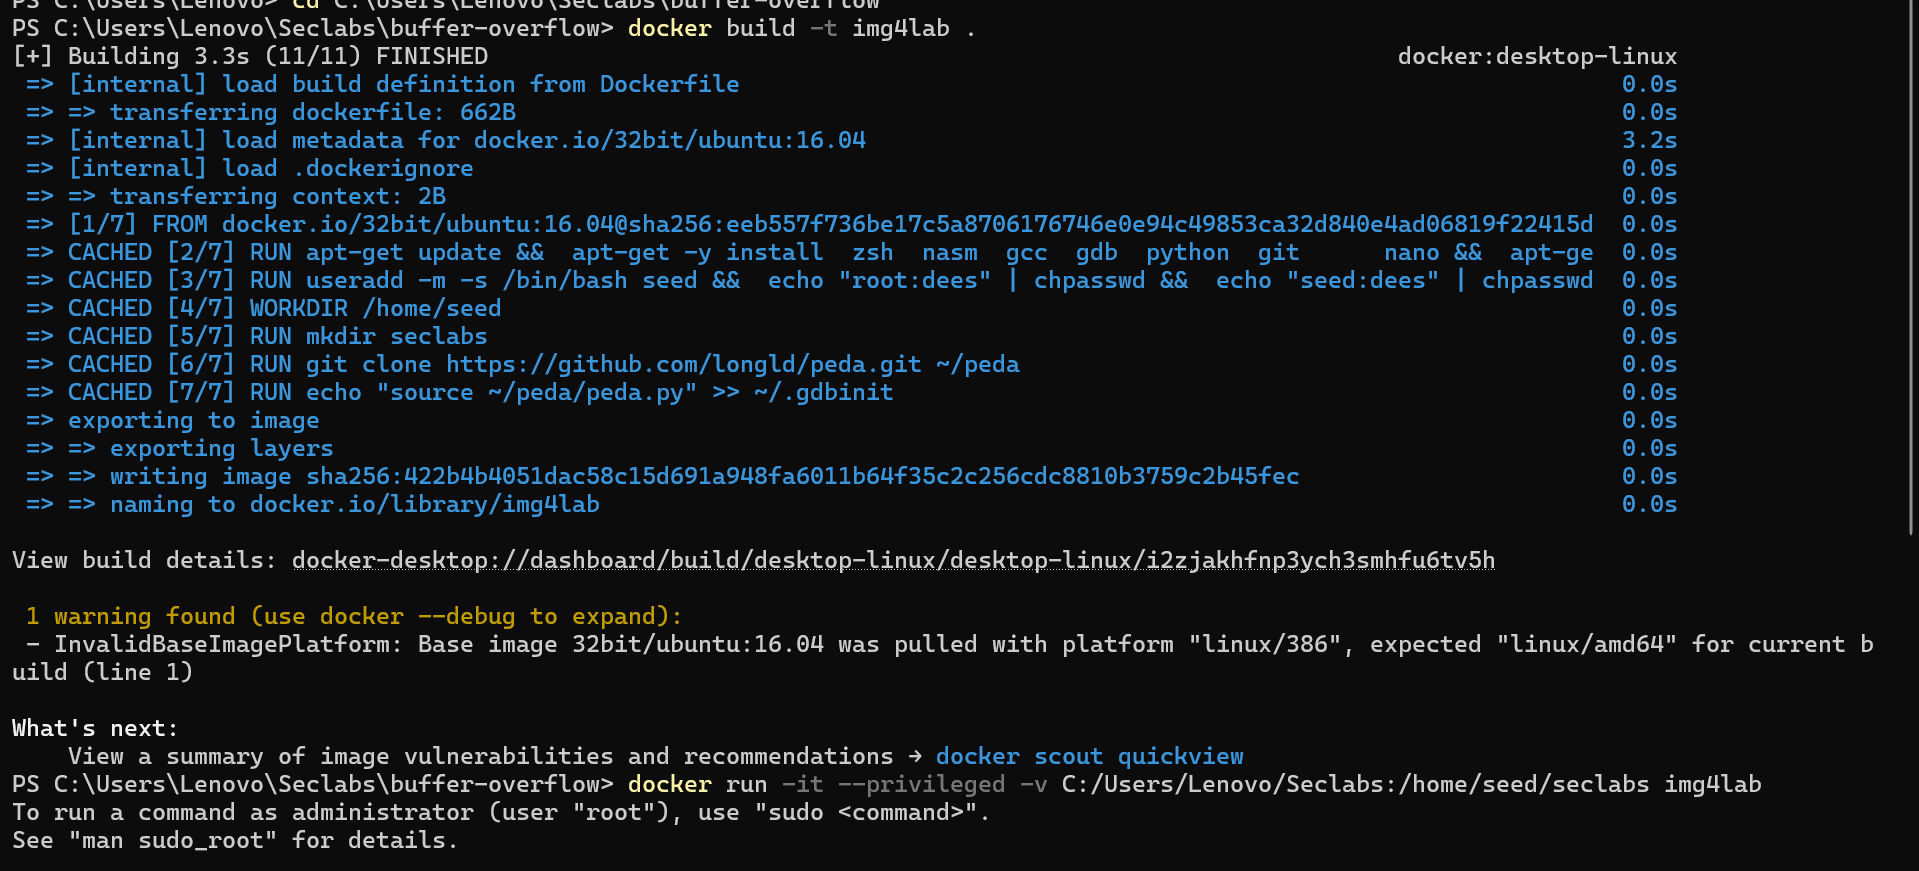 PS C:\Users\Lenovo> cd C:\Users\Lenovo\Seclabs\buffer-overflow
PS C:\Users\Lenovo\Seclabs\buffer-overflow> docker build -t img4lab .
[+] Building 3.3s (11/11) FINISHED docker:desktop-linux
=> [internal] load build definition from Dockerfile 0.0s
=> => transferring dockerfile: 662B 0.0s
=> [internal] load metadata for docker.io/32bit/ubuntu:16.04 3.2s
=> [internal] load .dockerignore 0.0s
=> => transferring context: 2B 0.0s
=> [1/7] FROM docker.io/32bit/ubuntu:16.04@sha256:eeb557f736be17c5a8706176746e0e94c49853ca32d840e4ad06819f22415d 0.0s
=> CACHED [2/7] RUN apt-get update && apt-get -y install zsh nasm gcc gdb python git nano && apt-ge 0.0s
=> CACHED [3/7] RUN useradd -m -s /bin/bash seed && echo "root:dees" | chpasswd && echo "seed:dees" | chpasswd 0.0s
=> CACHED [4/7] WORKDIR /home/seed 0.0s
=> CACHED [5/7] RUN mkdir seclabs 0.0s
=> CACHED [6/7] RUN git clone https://github.com/longld/peda.git ~/peda 0.0s
=> CACHED [7/7] RUN echo "source ~/peda/peda.py" >> ~/.gdbinit 0.0s
=> exporting to image 0.0s
=> => exporting layers 0.0s
=> => writing image sha256:422b4b4051dac58c15d691a948fa6011b64f35c2c256cdc8810b3759c2b45fec 0.0s
=> => naming to docker.io/library/img4lab 0.0s
View build details: docker-desktop://dashboard/build/desktop-linux/desktop-linux/i2zjakhfnp3ych3smhfu6tv5h
1 warning found (use docker --debug to expand):
- InvalidBaseImagePlatform: Base image 32bit/ubuntu:16.04 was pulled with platform "linux/386", expected "linux/amd64" for current b
uild (line 1)
What's next:
View a summary of image vulnerabilities and recommendations → docker scout quickview
PS C:\Users\Lenovo\Seclabs\buffer-overflow> docker run -it --privileged -v C:/Users/Lenovo/Seclabs:/home/seed/seclabs img4lab
To run a command as administrator (user "root"), use "sudo <command>".
See "man sudo_root" for details.